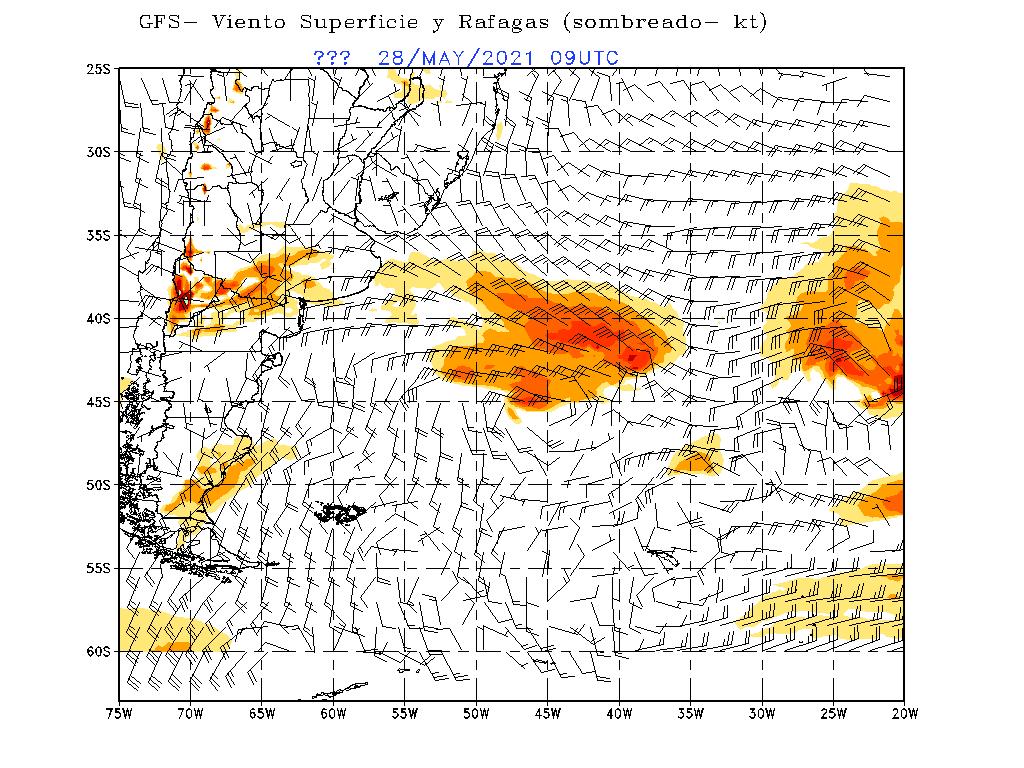 GFS− Viento Superficie y Rafagas (sombreado− kt)
??? 28/MAY/2021 09UTC
25S
30S
35S
40S
45S
50S
55S
60S
75W 70W 65W 60W 55W 50W 45W 40W 35W 30W 25W 20W